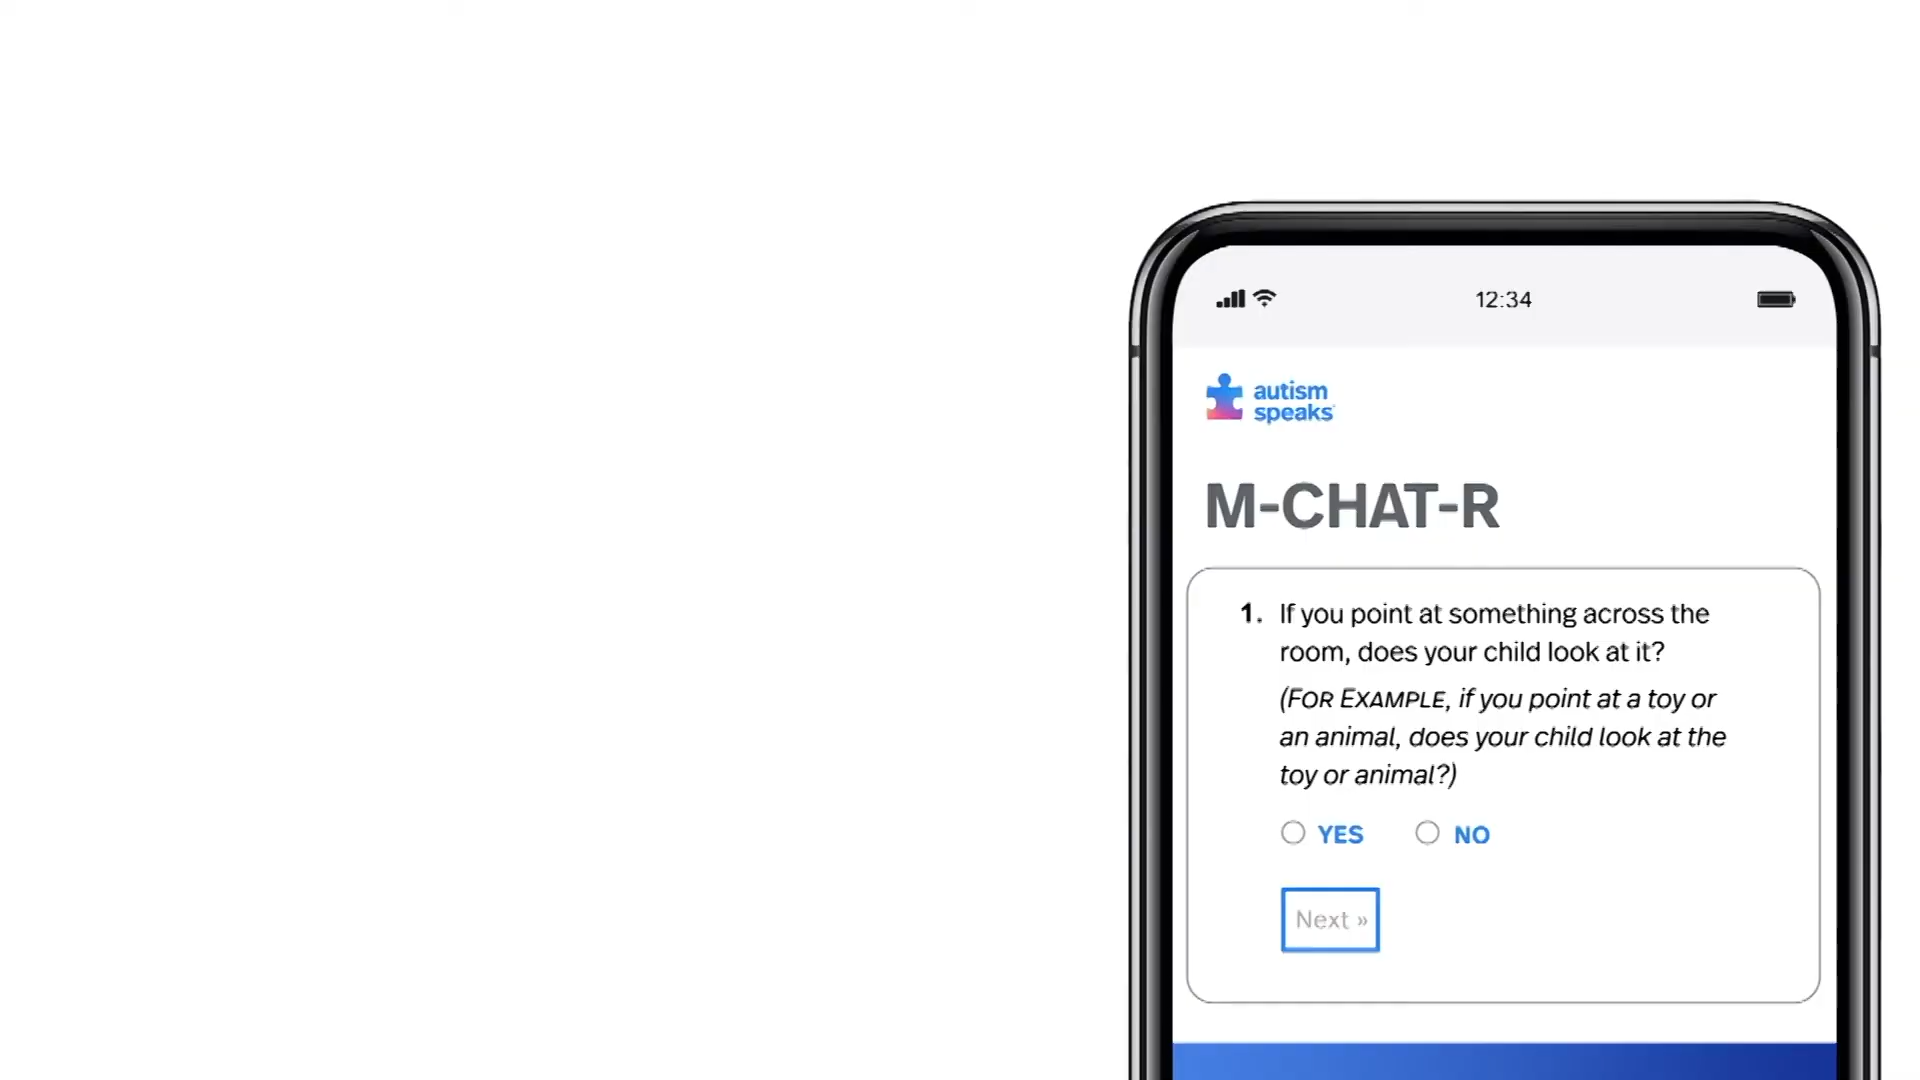 12:34
autism
speaks
M-CHAT-R
1. If you point at something across the
room, does your child look at it?
(FOR EXAMPLE, if you point at a toy or
an animal, does your child look at the
toy or animal?)
YES NO
Next »